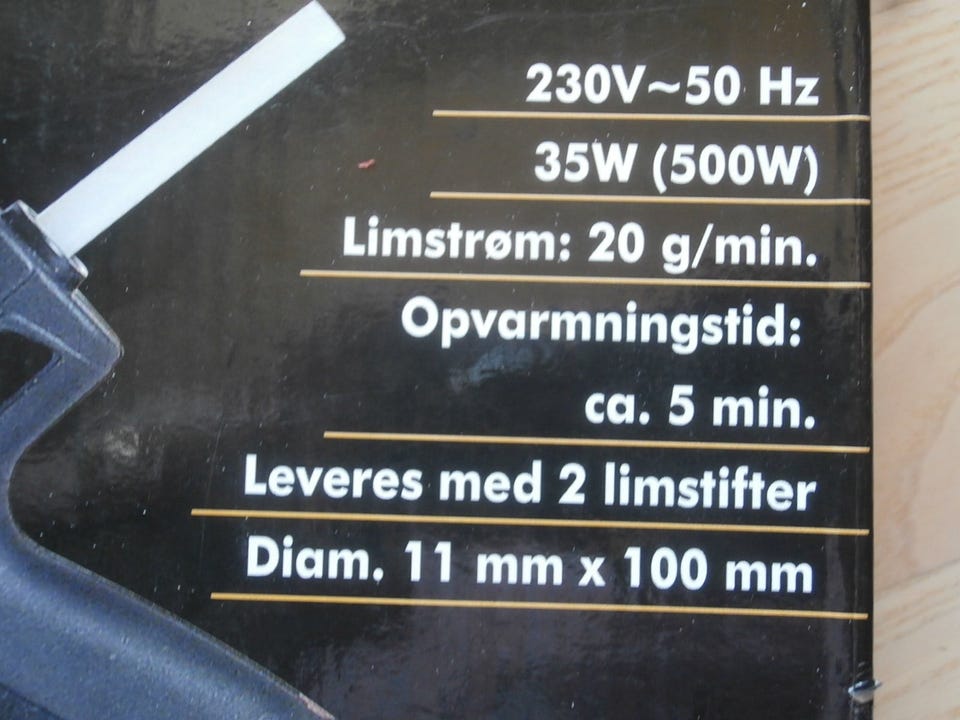 230V~50 Hz
35W (500W)
Limstrøm: 20 g/min.
Opvarmningstid:
ca. 5 min.
Leveres med 2 limstifter
Diam. 11 mm x 100 mm